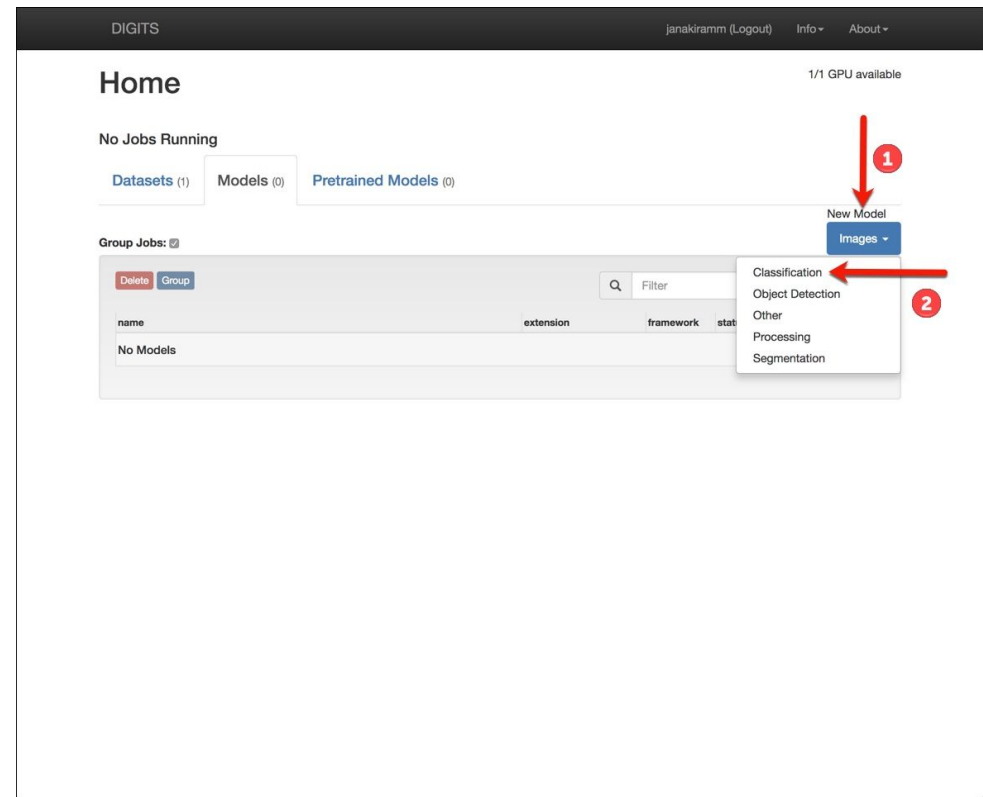 DIGITS janakiramm (Logout) Info About
Home 1/1 GPU available
No Jobs Running
1
Datasets (1) Models (0) Pretrained Models (0)
New Model
Group Jobs: Images
Delete Group Filter
Classification
Object Detection
2
Other
name extension framework stat
Processing
No Models
Segmentation